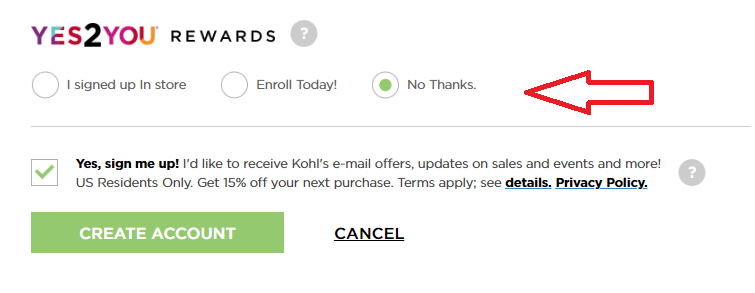 YES2YOU REWARDS ?
I signed up In store Enroll Today! No Thanks.
Yes, sign me up! I'd like to receive Kohl's e-mail offers, updates on sales and events and more!
US Residents Only. Get 15% off your next purchase. Terms apply; see details. Privacy Policy. ?
CREATE ACCOUNT CANCEL